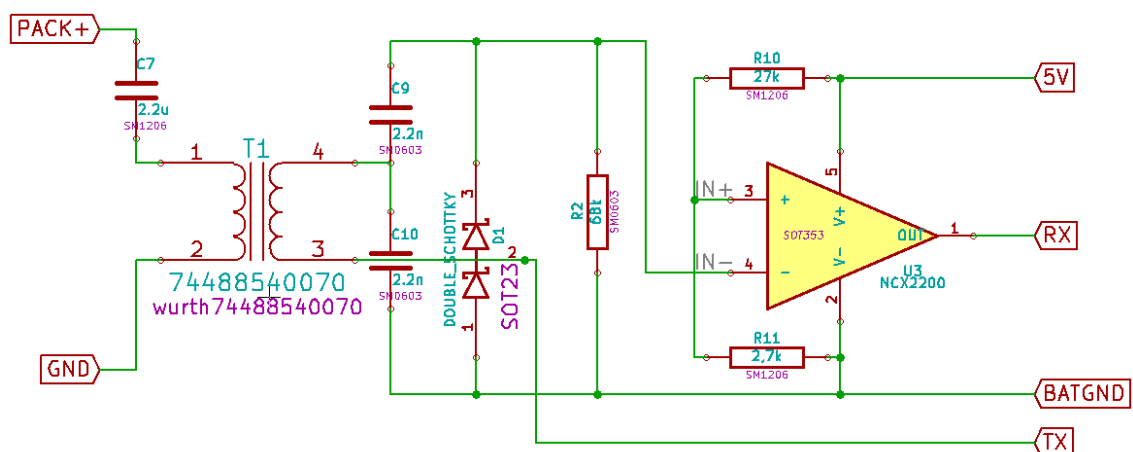 PACK+
C7
2.2u
SM1206
1
T1
4
2
3
74488540070
wurth74488540070
GND
C9
2.2n
SM0603
C10
2.2n
SM0603
3
DOUBLE_SCHOTTKY
D1
2
SOT23
1
R2
68k
SM0603
R10
27k
SM1206
5V
IN+
3
+
5
V+
SOT353
OUT
1
RX
IN-
4
-
V-
2
U3
NCX2200
R11
2,7k
SM1206
BATGND
TX